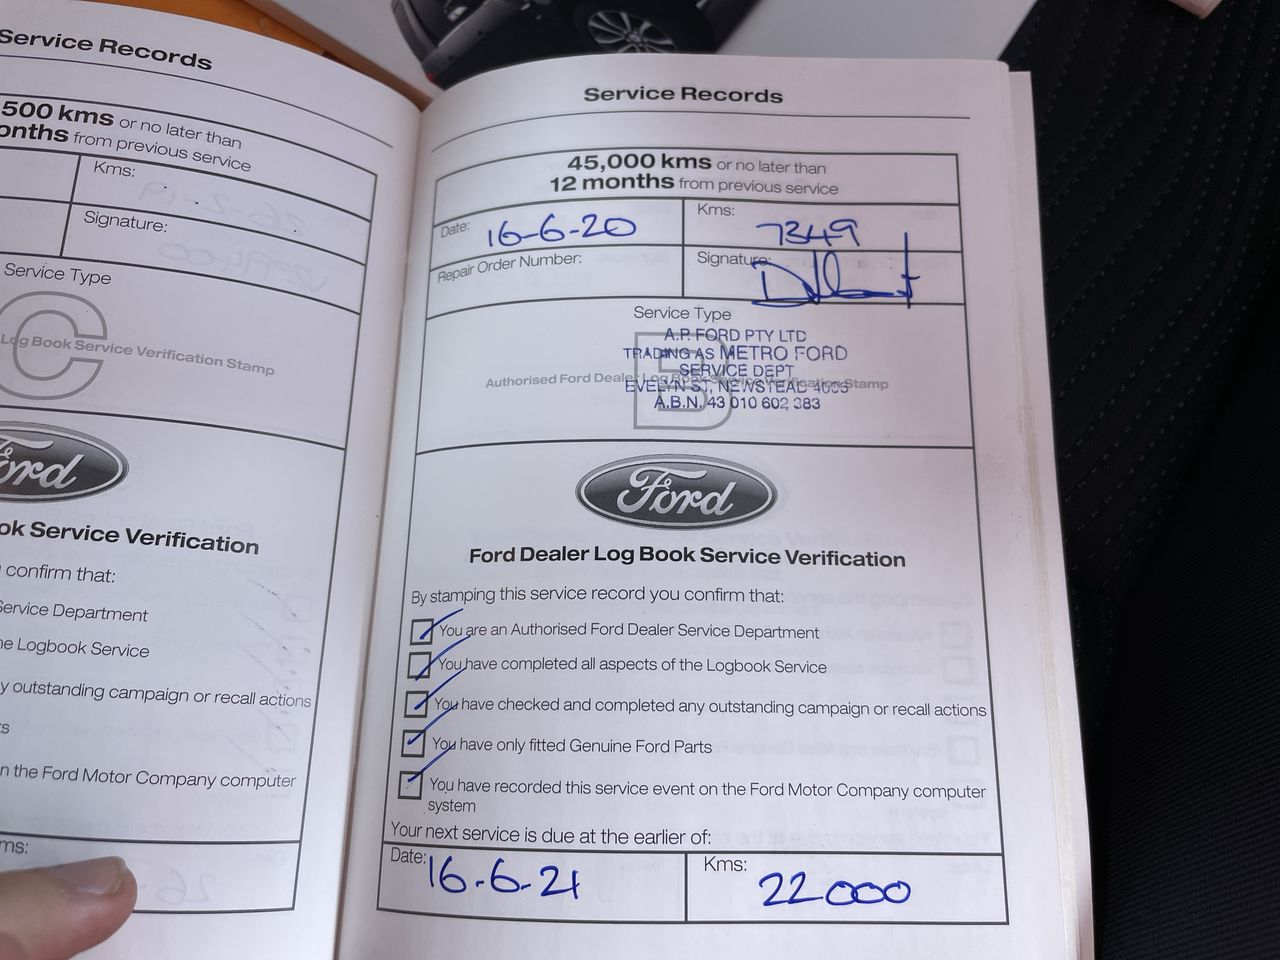 Service Records
500 kms or no later than
onths from previous service
Kms:
Signature:
Service Type
C
Log Book Service Verification Stamp
Ford
ok Service Verification
confirm that:
Service Department
he Logbook Service
y outstanding campaign or recall actions
ts
n the Ford Motor Company computer
ms:
Service Records
45,000 kms or no later than
12 months from previous service
Date: 16-6-20
Kms: 7349
Repair Order Number:
Signature:
Service Type
A.P. FORD PTY LTD
TRADING AS METRO FORD
SERVICE DEPT
B
Authorised Ford Dealer Log Book Service Verification Stamp
EVELYN ST, NEWSTEAD 4006
A.B.N. 43 010 602 383
Ford
Ford Dealer Log Book Service Verification
By stamping this service record you confirm that:
You are an Authorised Ford Dealer Service Department
You have completed all aspects of the Logbook Service
You have checked and completed any outstanding campaign or recall actions
You have only fitted Genuine Ford Parts
You have recorded this service event on the Ford Motor Company computer
system
Your next service is due at the earlier of:
Date: 16-6-21
Kms: 22000